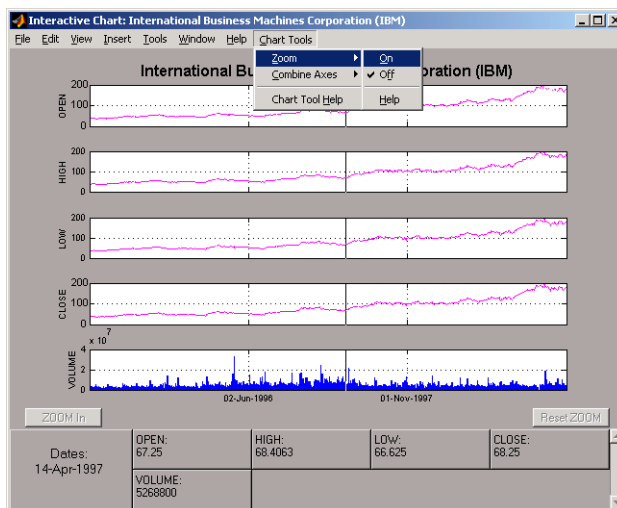 Interactive Chart: International Business Machines Corporation (IBM)
File Edit View Insert Tools Window Help Chart Tools
Zoom
On
Combine Axes
Off
Chart Tool Help
Help
International Bu
oration (IBM)
200
100
0
OPEN
200
100
0
HIGH
200
100
0
LOW
200
100
0
CLOSE
x 10^7
4
2
0
VOLUME
02-Jun-1996 01-Nov-1997
ZOOM In
Reset ZOOM
Dates:
14-Apr-1997
OPEN:
67.25
HIGH:
68.4063
LOW:
66.625
CLOSE:
68.25
VOLUME:
5268800